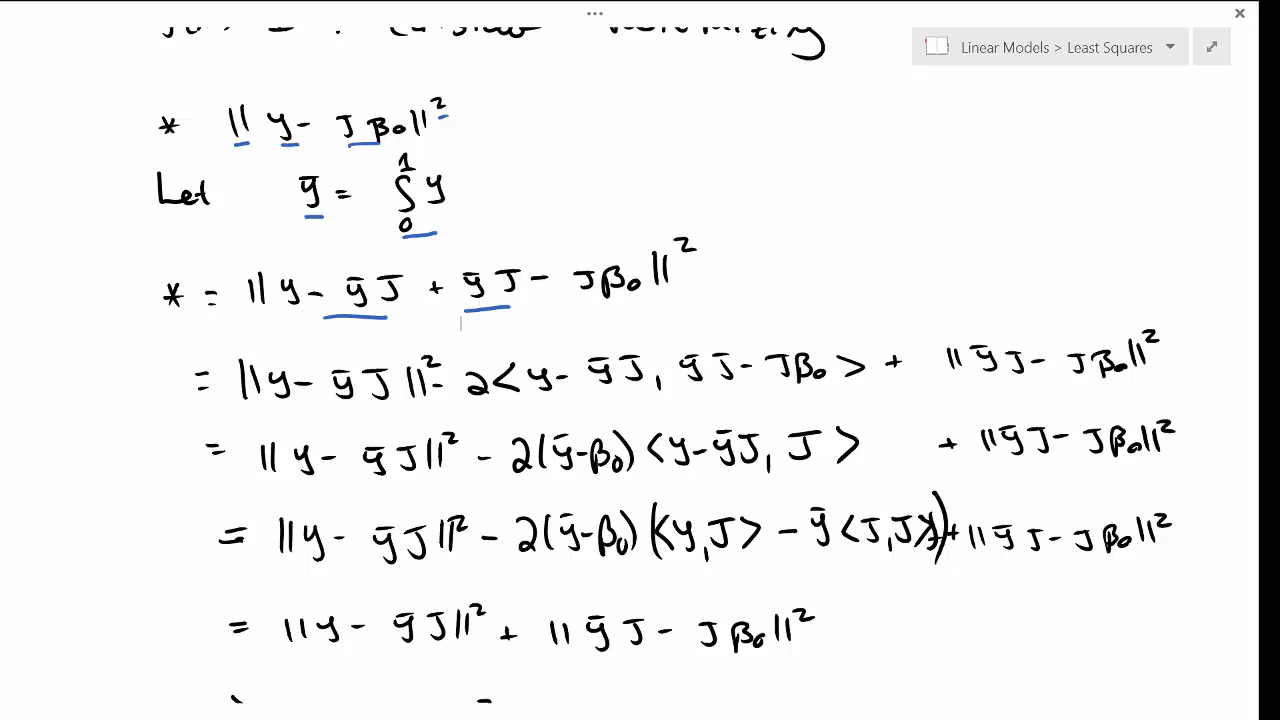 Linear Models > Least Squares
* || y - Jβ₀||²
Let ȳ = ∫₀¹ y
* = || y - ȳJ + ȳJ - Jβ₀||²
= ||y - ȳJ||² - 2<y - ȳJ, ȳJ - Jβ₀> + ||ȳJ - Jβ₀||²
= ||y - ȳJ||² - 2(ȳ-β₀)<y-ȳJ, J> + ||ȳJ - Jβ₀||²
= ||y - ȳJ||² - 2(ȳ-β₀)(<y,J> - ȳ<J,J>) + ||ȳJ - Jβ₀||²
= ||y - ȳJ||² + ||ȳJ - Jβ₀||²